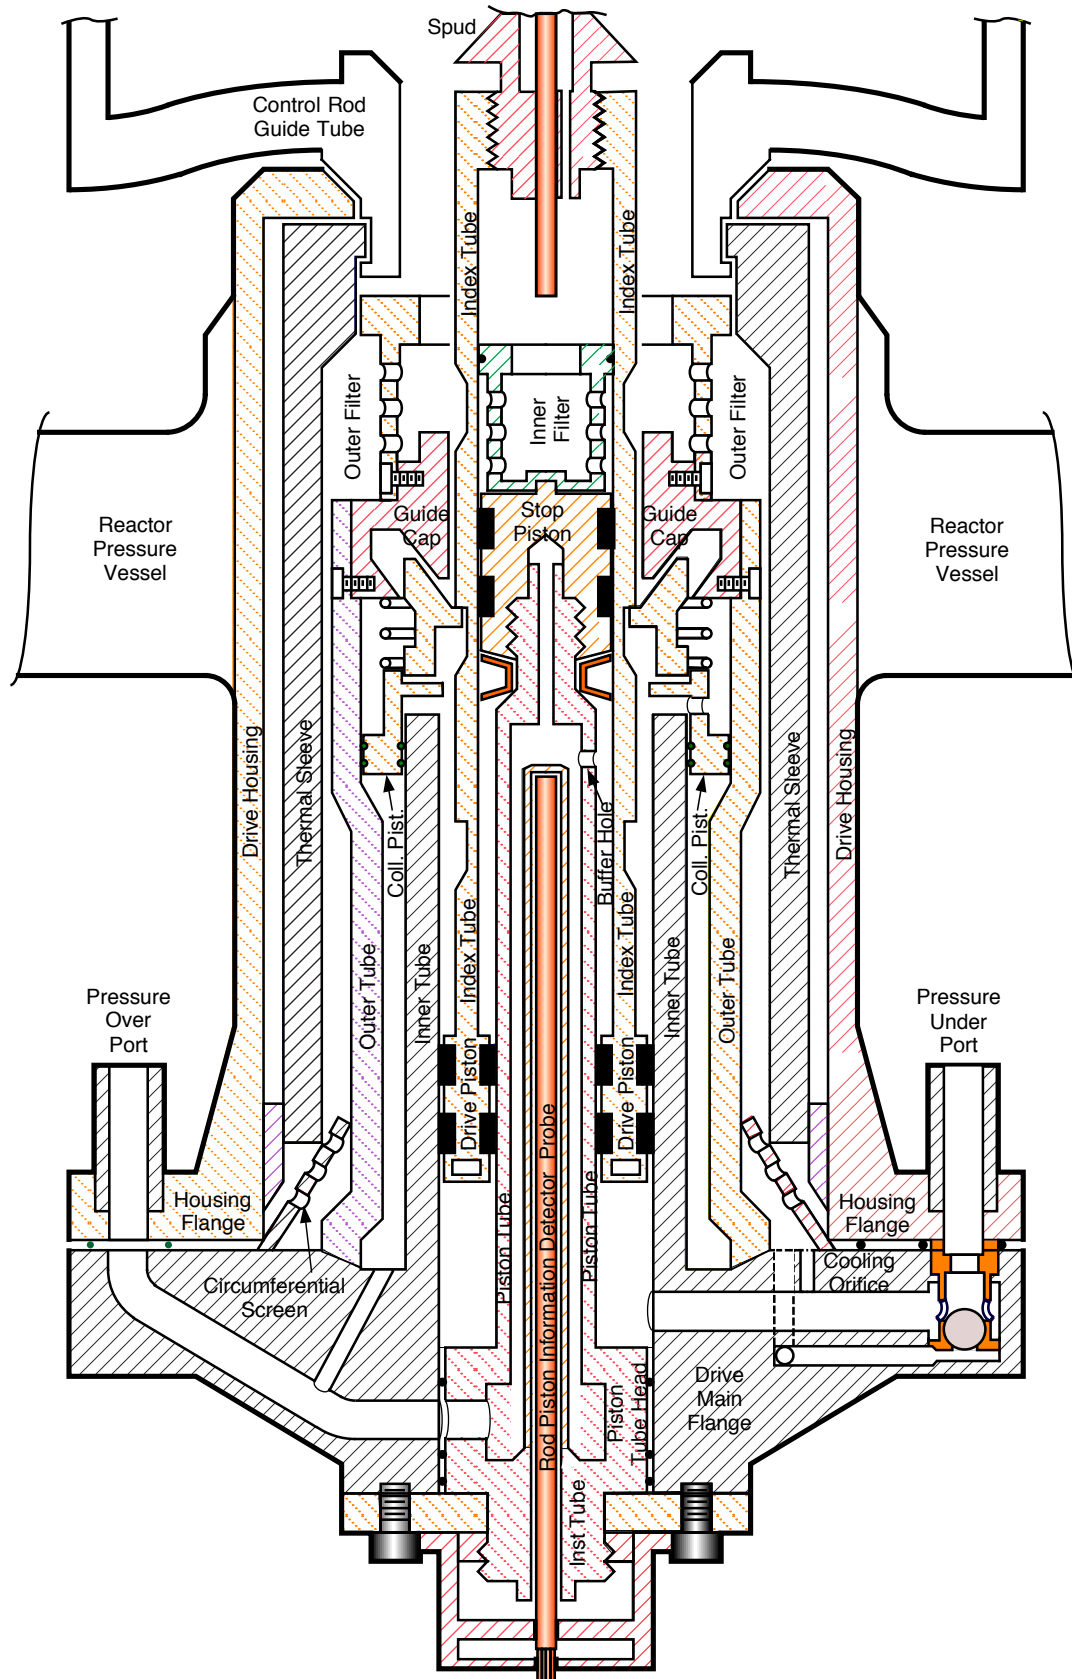 Spud
Control Rod
Guide Tube
Index Tube
Index Tube
Outer Filter
Inner
Filter
Outer Filter
Guide
Cap
Stop
Piston
Guide
Cap
Reactor
Pressure
Vessel
Reactor
Pressure
Vessel
Drive Housing
Thermal Sleeve
Coll. Pist.
Buffer Hole
Coll. Pist.
Thermal Sleeve
Drive Housing
Outer Tube
Inner Tube
Index Tube
Index Tube
Inner Tube
Outer Tube
Pressure
Over
Port
Pressure
Under
Port
Drive Piston
Drive Piston
Housing
Flange
Piston Tube
Rod Piston Information Detector Probe
Piston Tube
Housing
Flange
Circumferential
Screen
Cooling
Orifice
Piston
Tube Head
Drive
Main
Flange
Inst Tube